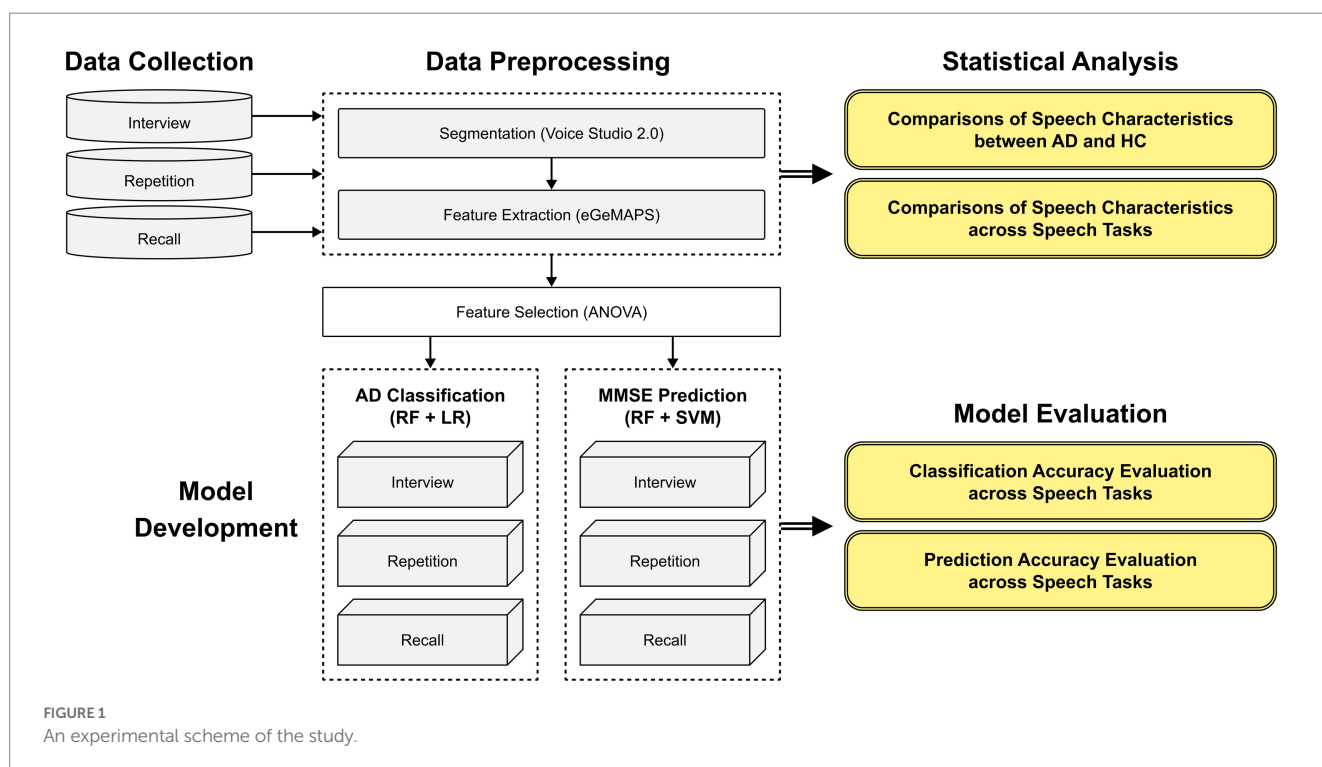 Data Collection
Interview
Repetition
Recall
Data Preprocessing
Segmentation (Voice Studio 2.0)
Feature Extraction (eGeMAPS)
Statistical Analysis
Comparisons of Speech Characteristics
between AD and HC
Comparisons of Speech Characteristics
across Speech Tasks
Feature Selection (ANOVA)
Model
Development
AD Classification
(RF + LR)
Interview
Repetition
Recall
MMSE Prediction
(RF + SVM)
Interview
Repetition
Recall
Model Evaluation
Classification Accuracy Evaluation
across Speech Tasks
Prediction Accuracy Evaluation
across Speech Tasks
FIGURE 1
An experimental scheme of the study.